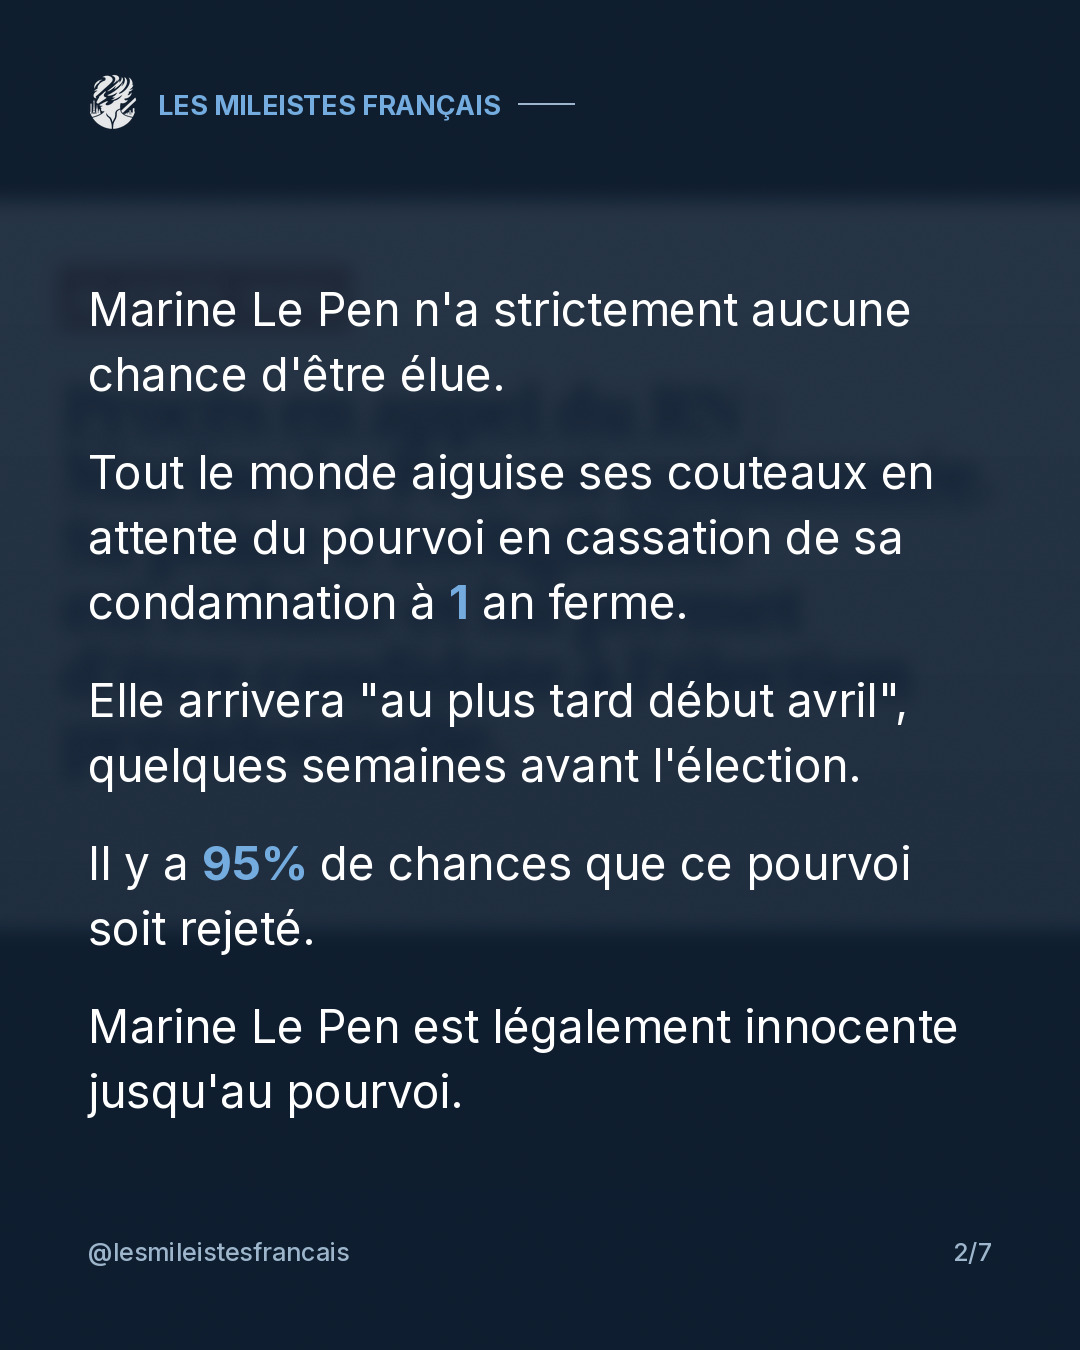 LES MILEISTES FRANÇAIS
Marine Le Pen n'a strictement aucune
chance d'être élue.
Tout le monde aiguise ses couteaux en
attente du pourvoi en cassation de sa
condamnation à 1 an ferme.
Elle arrivera "au plus tard début avril",
quelques semaines avant l'élection.
Il y a 95% de chances que ce pourvoi
soit rejeté.
Marine Le Pen est légalement innocente
jusqu'au pourvoi.
@lesmileistesfrancais
2/7